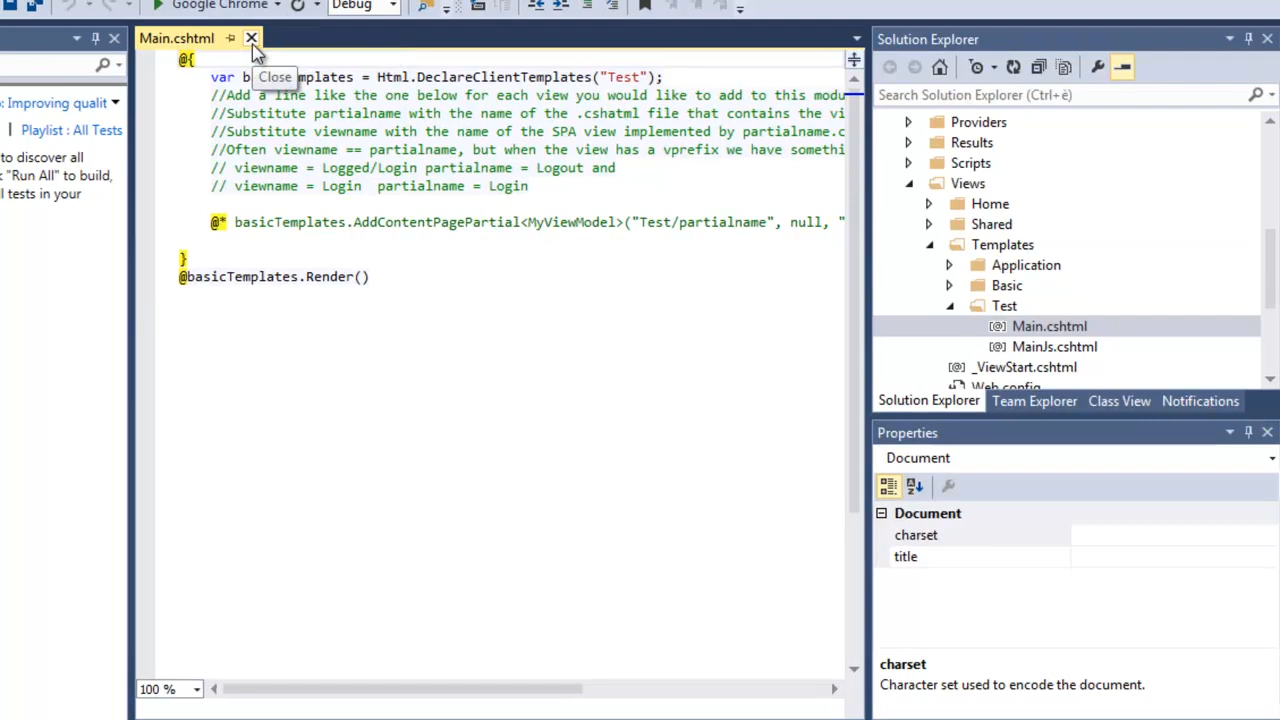 Google Chrome
Debug
Main.cshtml
@{
var b
Close
mplates = Html.DeclareClientTemplates("Test");
//Add a line like the one below for each view you would like to add to this modu
//Substitute partialname with the name of the .cshatml file that contains the vi
//Substitute viewname with the name of the SPA view implemented by partialname.c
//Often viewname == partialname, but when the view has a vprefix we have somethi
// viewname = Logged/Login partialname = Logout and
// viewname = Login  partialname = Login
@* basicTemplates.AddContentPagePartial<MyViewModel>("Test/partialname", null, "
}
@basicTemplates.Render()
100 %
: Improving qualit
Playlist : All Tests
to discover all
"Run All" to build,
ll tests in your
Solution Explorer
Search Solution Explorer (Ctrl+è)
Providers
Results
Scripts
Views
Home
Shared
Templates
Application
Basic
Test
Main.cshtml
MainJs.cshtml
_ViewStart.cshtml
Web.config
Solution Explorer
Team Explorer
Class View
Notifications
Properties
Document
Document
charset
title
charset
Character set used to encode the document.